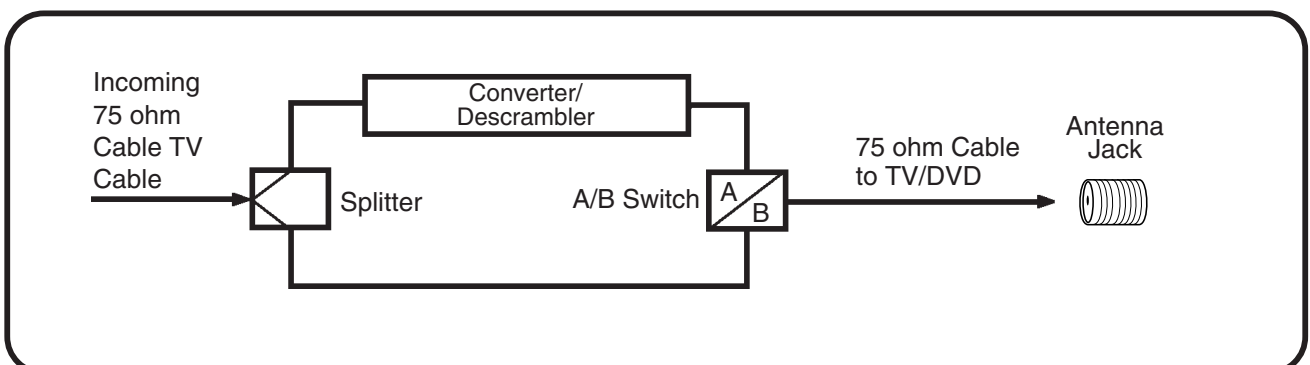 Incoming
75 ohm
Cable TV
Cable
Converter/
Descrambler
Splitter
A/B Switch
A
B
75 ohm Cable
to TV/DVD
Antenna
Jack